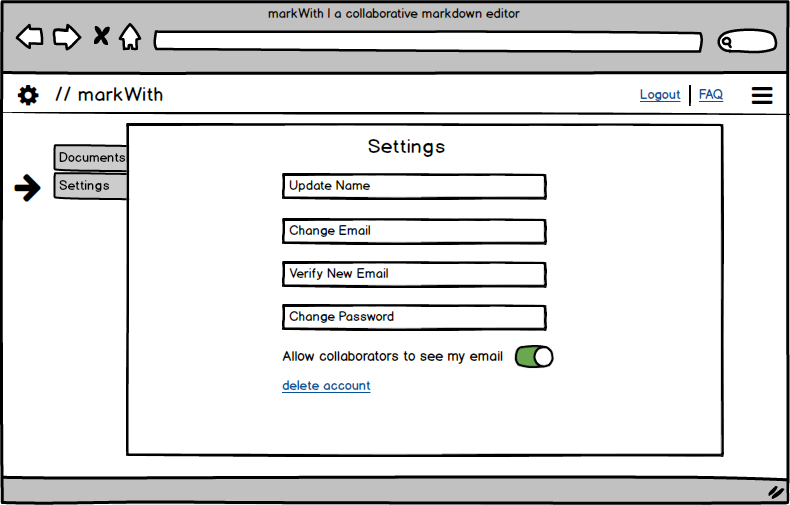 markWith | a collaborative markdown editor
// markWith
Logout | FAQ
Documents
Settings
Settings
Update Name
Change Email
Verify New Email
Change Password
Allow collaborators to see my email
delete account